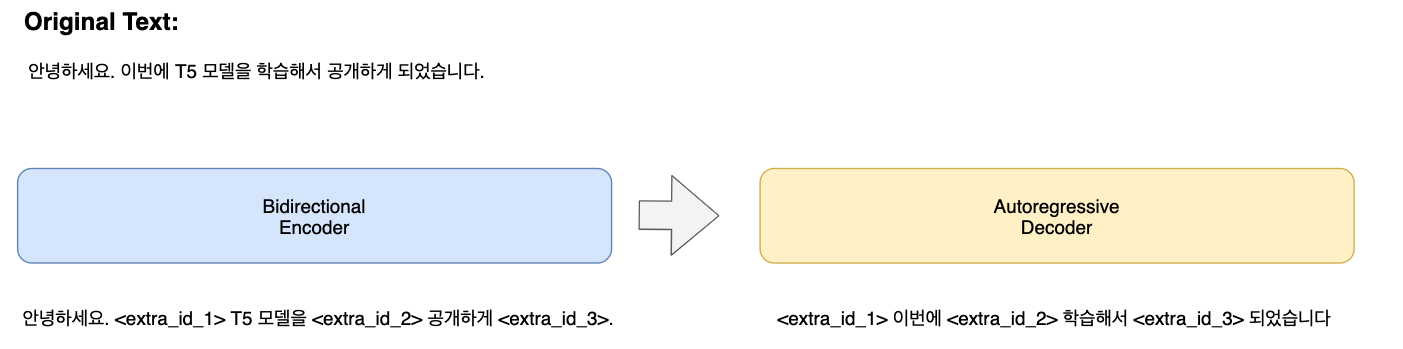 Original Text:
안녕하세요. 이번에 T5 모델을 학습해서 공개하게 되었습니다.
Bidirectional
Encoder
Autoregressive
Decoder
안녕하세요. <extra_id_1> T5 모델을 <extra_id_2> 공개하게 <extra_id_3>.
<extra_id_1> 이번에 <extra_id_2> 학습해서 <extra_id_3> 되었습니다